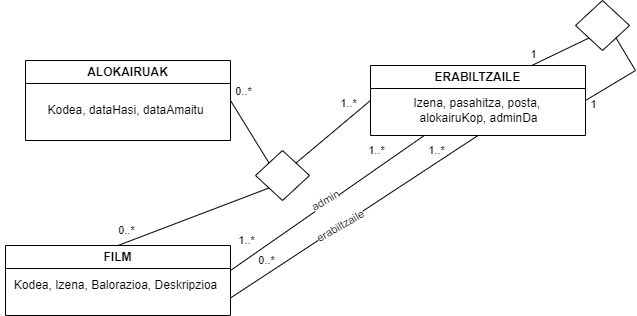 1
ALOKAIRUAK
0..*
ERABILTZAILE
1
Kodea, dataHasi, dataAmaitu
1..*
Izena, pasahitza, posta,
alokairuKop, adminDa
1..*
1..*
admin
erabiltzaile
0..*
1..*
FILM
0..*
Kodea, Izena, Balorazioa, Deskripzioa